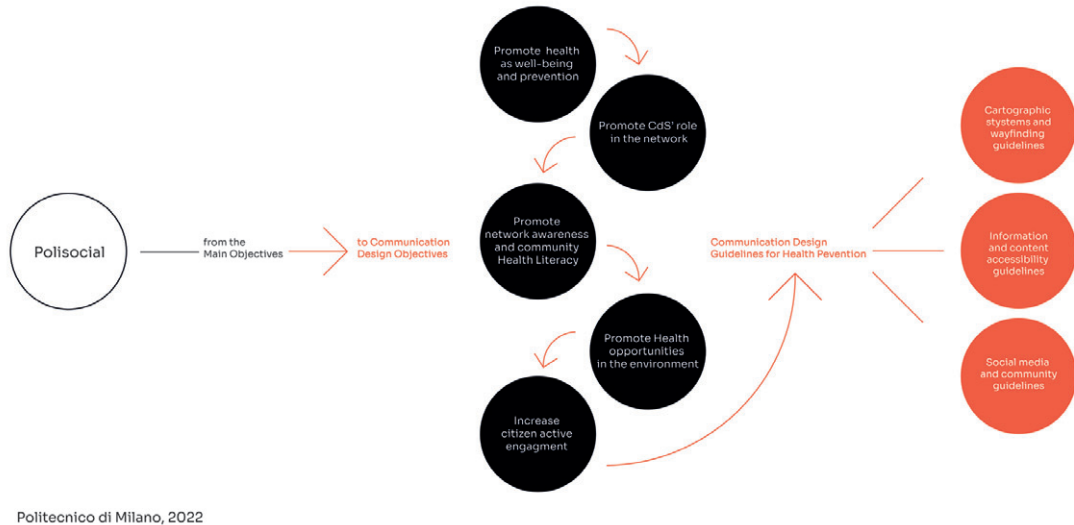 Polisocial
from the
Main Objectives
to Communication
Design Objectives
Promote health
as well-being
and prevention
Promote CdS' role
in the network
Promote
network awareness
and community
Health Literacy
Promote Health
opportunities
in the environment
Increase
citizen active
engagment
Communication Design
Guidelines for Health Pevention
Cartographic
stystems and
wayfinding
guidelines
Information
and content
accessibility
guidelines
Social media
and community
guidelines
Politecnico di Milano, 2022